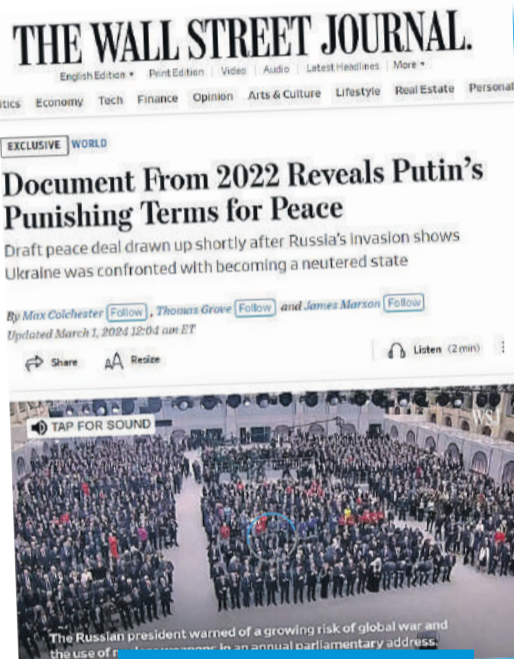 THE WALL STREET JOURNAL.
English Edition Print Edition Video Audio Latest Headlines More
tics Economy Tech Finance Opinion Arts & Culture Lifestyle Real Estate Personal
EXCLUSIVE WORLD
Document From 2022 Reveals Putin's
Punishing Terms for Peace
Draft peace deal drawn up shortly after Russia's invasion shows
Ukraine was confronted with becoming a neutered state
By Max Colchester Follow, Thomas Grove Follow and James Marson Follow
Updated March 1, 2024 12:04 am ET
Share AA Resize Listen (2 min)
WSJ
TAP FOR SOUND
The Russian president warned of a growing risk of global war and
the use of in an annual parliamentary address.